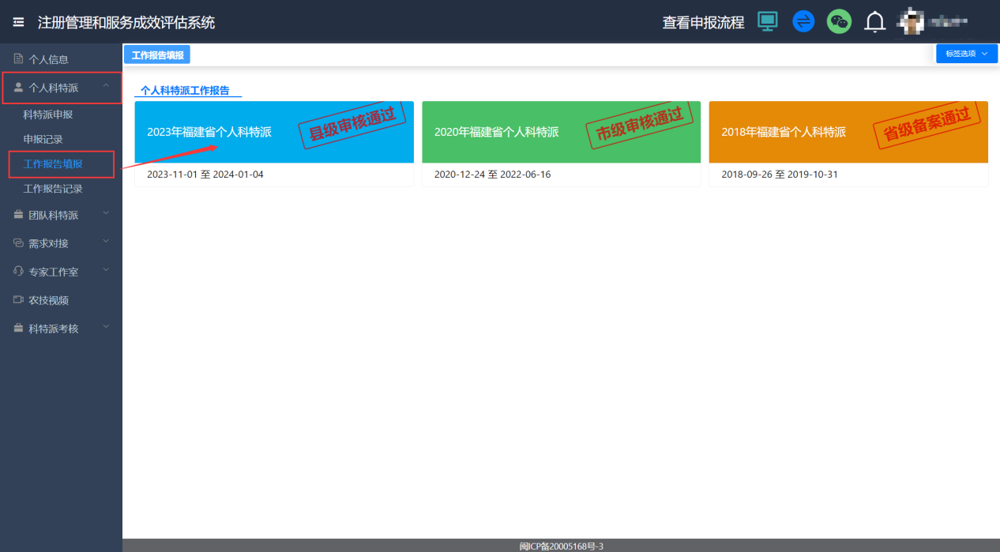 注册管理和服务成效评估系统
查看申报流程
个人信息
个人科特派
科特派申报
申报记录
工作报告填报
工作报告记录
团队科特派
需求对接
专家工作室
农技视频
科特派考核
工作报告填报
标签选项
个人科特派工作报告
2023年福建省个人科特派
县级审核通过
2023-11-01 至 2024-01-04
2020年福建省个人科特派
市级审核通过
2020-12-24 至 2022-06-16
2018年福建省个人科特派
省级备案通过
2018-09-26 至 2019-10-31
闽ICP备20005168号-3